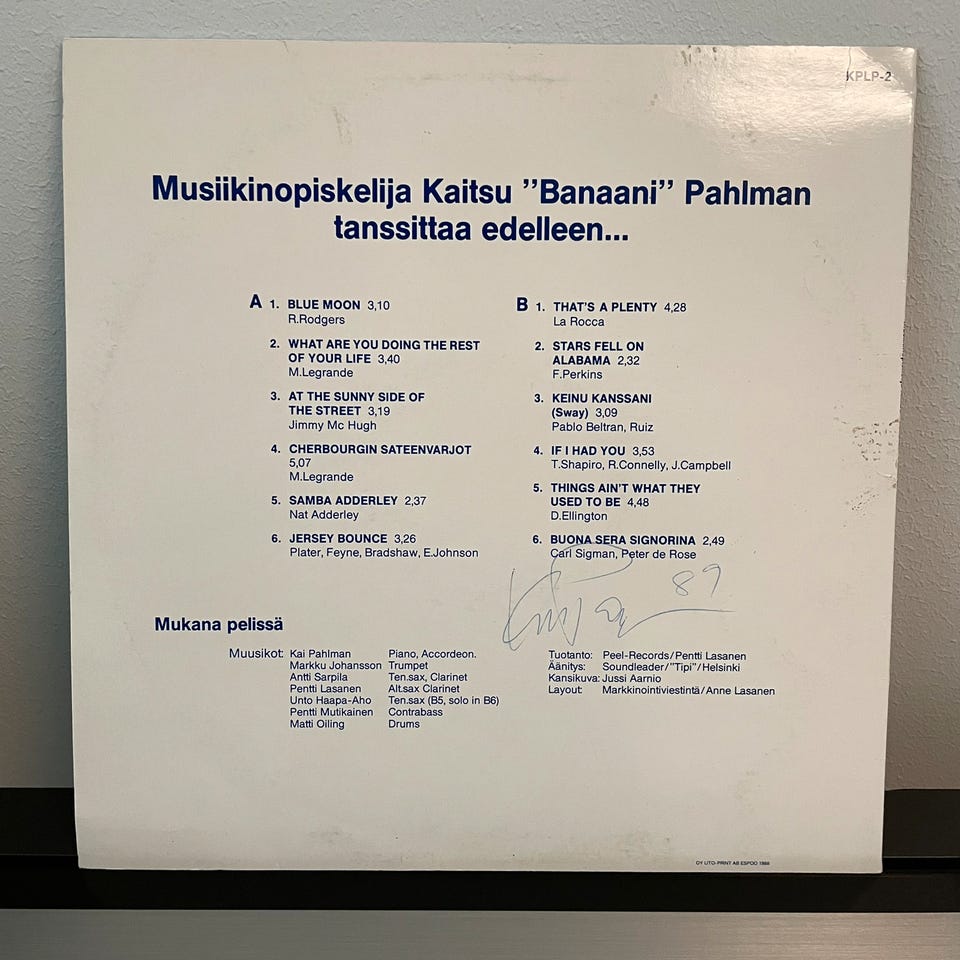 KPLP-2
Musiikinopiskelija Kaitsu ”Banaani” Pahlman
tanssittaa edelleen...
A 1. BLUE MOON 3,10
R.Rodgers
2. WHAT ARE YOU DOING THE REST
OF YOUR LIFE 3,40
M.Legrande
3. AT THE SUNNY SIDE OF
THE STREET 3,19
Jimmy Mc Hugh
4. CHERBOURGIN SATEENVARJOT
5,07
M.Legrande
5. SAMBA ADDERLEY 2,37
Nat Adderley
6. JERSEY BOUNCE 3,26
Plater, Feyne, Bradshaw, E.Johnson
B 1. THAT'S A PLENTY 4,28
La Rocca
2. STARS FELL ON
ALABAMA 2,32
F.Perkins
3. KEINU KANSSANI
(Sway) 3,09
Pablo Beltran, Ruiz
4. IF I HAD YOU 3,53
T.Shapiro, R.Connelly, J.Campbell
5. THINGS AIN'T WHAT THEY
USED TO BE 4,48
D.Ellington
6. BUONA SERA SIGNORINA 2,49
Carl Sigman, Peter de Rose
89
Mukana pelissä
Muusikot: Kai Pahlman Piano, Accordeon.
Markku Johansson Trumpet
Antti Sarpila Ten.sax, Clarinet
Pentti Lasanen Alt.sax Clarinet
Unto Haapa-Aho Ten.sax (B5, solo in B6)
Pentti Mutikainen Contrabass
Matti Oiling Drums
Tuotanto: Peel-Records/Pentti Lasanen
Äänitys: Soundleader/"Tipi"/Helsinki
Kansikuva: Jussi Aarnio
Layout: Markkinointiviestintä/Anne Lasanen
OY LITO-PRINT AB ESPOO 1988